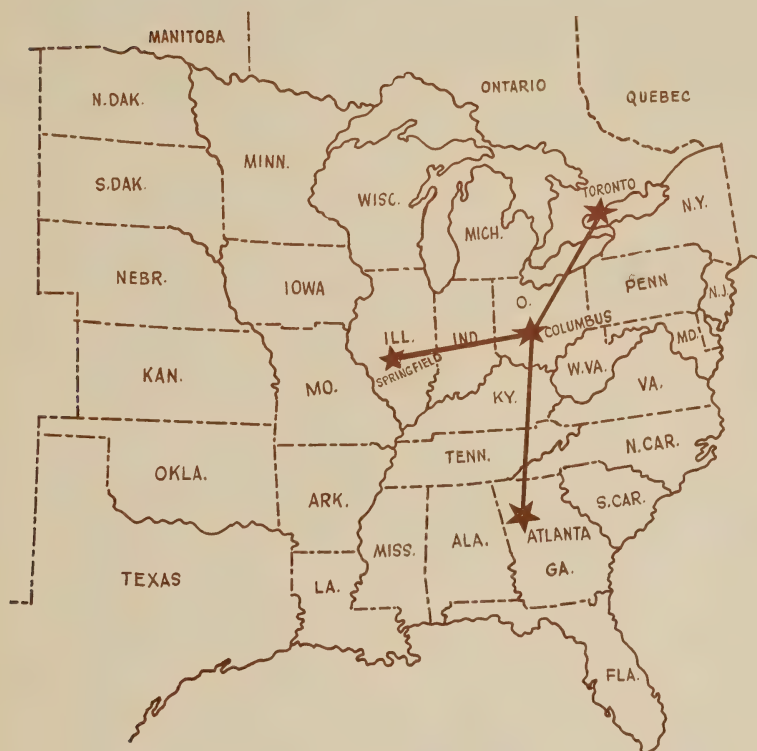 MANITOBA
ONTARIO
QUEBEC
N.DAK.
MINN.
S.DAK.
WISC.
TORONTO
N.Y.
MICH.
NEBR.
IOWA
PENN
N.J.
O.
COLUMBUS
ILL.
IND.
MD.
SPRINGFIELD
W.VA.
KAN.
MO.
KY.
VA.
N.CAR.
TENN.
OKLA.
ARK.
S.CAR.
ATLANTA
MISS.
ALA.
GA.
TEXAS
LA.
FLA.